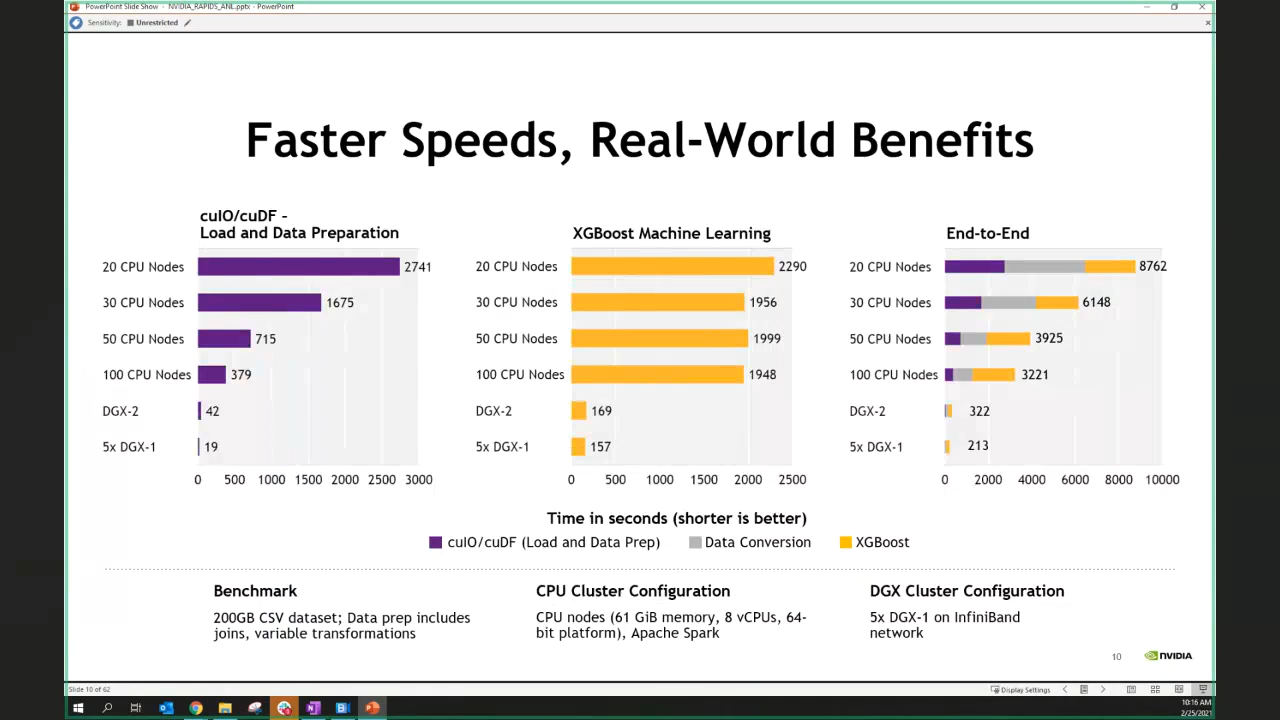 PowerPoint Slide Show - NVIDIA_RAPIDS_ANL.pptx - PowerPoint
Sensitivity: Unrestricted
Faster Speeds, Real-World Benefits
cuIO/cuDF –
Load and Data Preparation
20 CPU Nodes 2741
30 CPU Nodes 1675
50 CPU Nodes 715
100 CPU Nodes 379
DGX-2 42
5x DGX-1 19
0 500 1000 1500 2000 2500 3000
XGBoost Machine Learning
20 CPU Nodes 2290
30 CPU Nodes 1956
50 CPU Nodes 1999
100 CPU Nodes 1948
DGX-2 169
5x DGX-1 157
0 500 1000 1500 2000 2500
End-to-End
20 CPU Nodes 8762
30 CPU Nodes 6148
50 CPU Nodes 3925
100 CPU Nodes 3221
DGX-2 322
5x DGX-1 213
0 2000 4000 6000 8000 10000
Time in seconds (shorter is better)
cuIO/cuDF (Load and Data Prep) Data Conversion XGBoost
Benchmark
200GB CSV dataset; Data prep includes
joins, variable transformations
CPU Cluster Configuration
CPU nodes (61 GiB memory, 8 vCPUs, 64-
bit platform), Apache Spark
DGX Cluster Configuration
5x DGX-1 on InfiniBand
network
10 NVIDIA
Slide 10 of 62
Display Settings
10:16 AM
2/25/2021